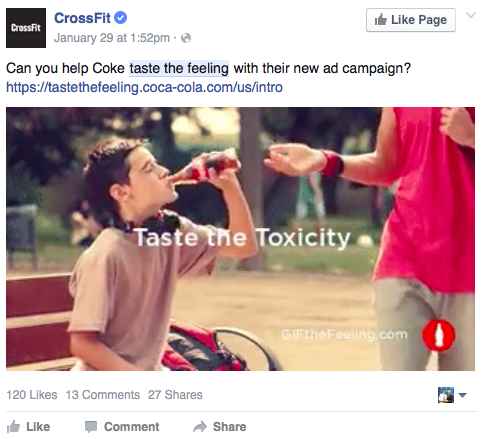 CrossFit
CrossFit
Like Page
January 29 at 1:52pm ·
Can you help Coke taste the feeling with their new ad campaign?
https://tastethefeeling.coca-cola.com/us/intro
Taste the Toxicity
GIFtheFeeling.com
120 Likes 13 Comments 27 Shares
Like Comment Share